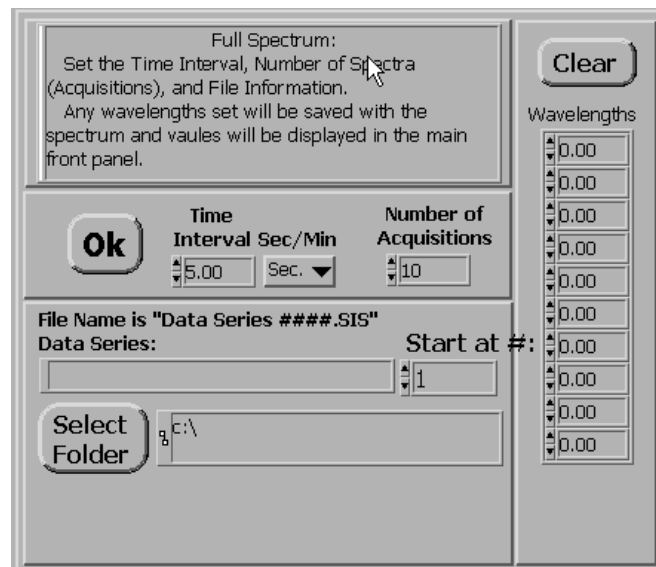 Full Spectrum:
Set the Time Interval, Number of Spectra
(Acquisitions), and File Information.
Any wavelengths set will be saved with the
spectrum and vaules will be displayed in the main
front panel.
Clear
Wavelengths
0.00
0.00
0.00
0.00
0.00
0.00
0.00
0.00
0.00
0.00
Ok
Time
Interval Sec/Min
5.00
Sec.
Number of
Acquisitions
10
File Name is "Data Series ####.SIS"
Data Series:
Start at #:
1
Select
Folder
c:\